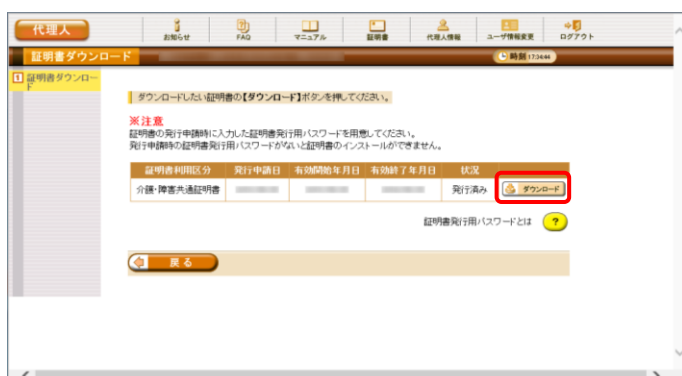 代理人
お知らせ
FAQ
マニュアル
証明書
代理人情報
ユーザ情報変更
ログアウト
証明書ダウンロード
時刻 17:34:44
1 証明書ダウンロー
ド
ダウンロードしたい証明書の【ダウンロード】ボタンを押してください。
※注意
証明書の発行申請時に入力した証明書発行用パスワードを用意してください。
発行申請時の証明書発行用パスワードがないと証明書のインストールができません。
証明書利用区分 発行申請日 有効開始年月日 有効終了年月日 状況
介護・障害共通証明書 発行済み ダウンロード
証明書発行用パスワードとは ?
戻る